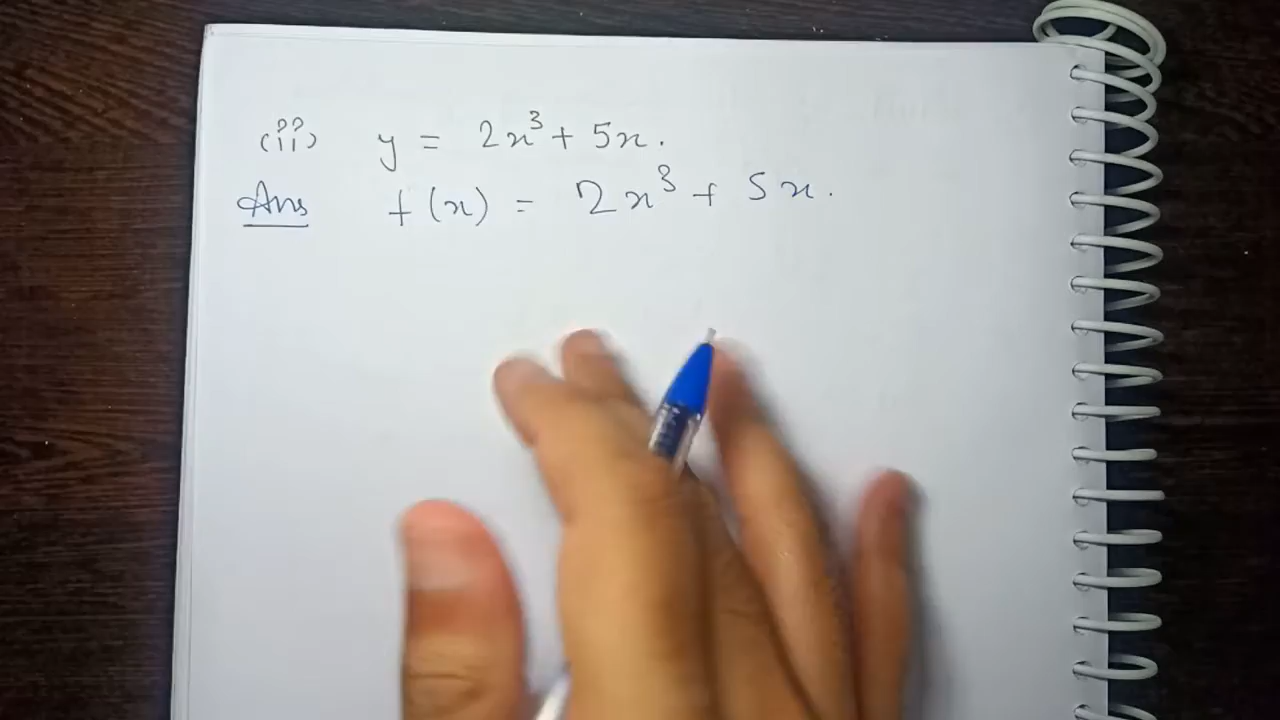 (ii) y = 2x³ + 5x.
Ans f(x) = 2x³ + 5x.